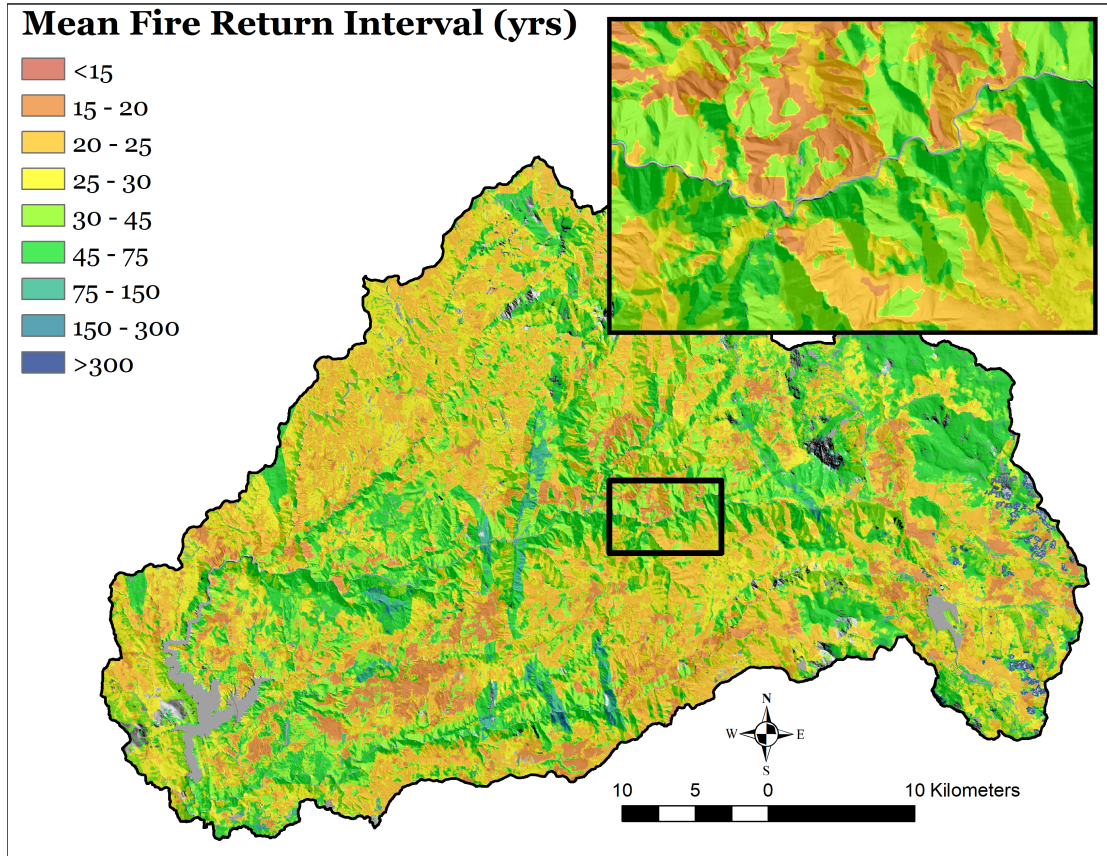 Mean Fire Return Interval (yrs)
<15
15 - 20
20 - 25
25 - 30
30 - 45
45 - 75
75 - 150
150 - 300
>300
N
W E
S
10 5 0 10 Kilometers